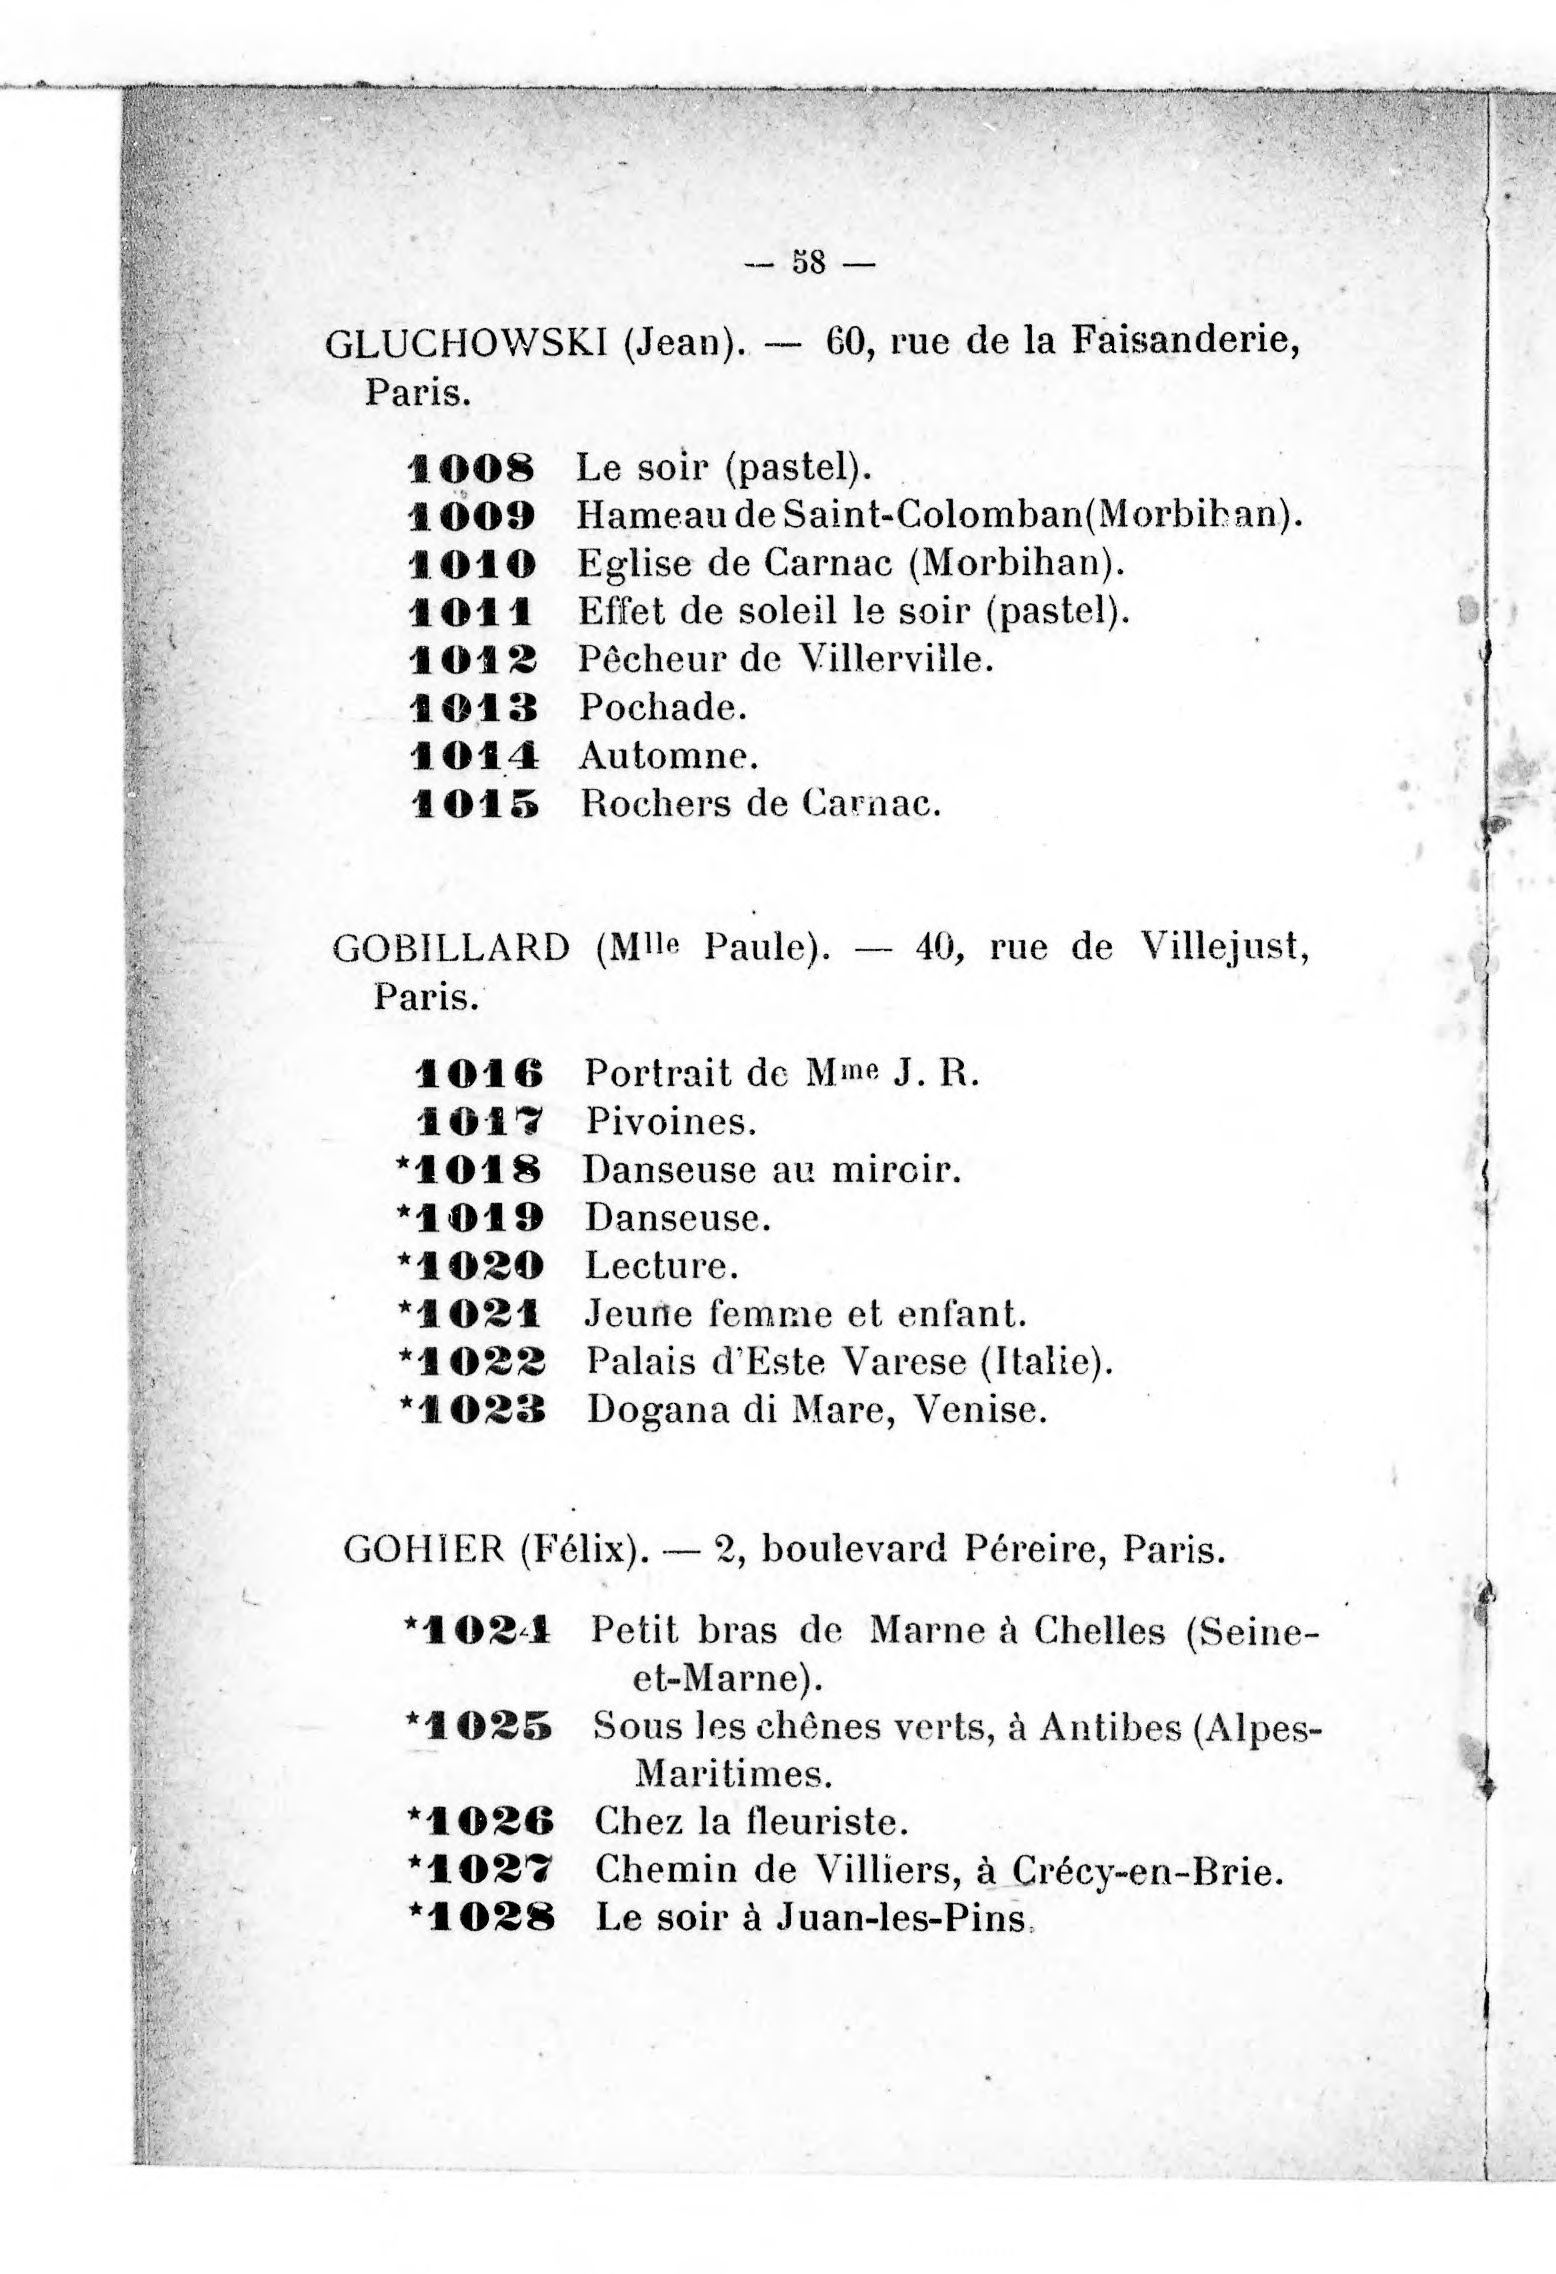 — 58 —
GLUCHOWSKI (Jean). — 60, rue de la Faisanderie,
Paris.
1008 Le soir (pastel).
1009 Hameau de Saint-Colomban (Morbihan).
1010 Eglise de Carnac (Morbihan).
1011 Effet de soleil le soir (pastel).
1012 Pêcheur de Villerville.
1013 Pochade.
1014 Automne.
1015 Rochers de Carnac.
GOBILLARD (Mlle Paule). — 40, rue de Villejust,
Paris.
1016 Portrait de Mme J. R.
1017 Pivoines.
*1018 Danseuse au miroir.
*1019 Danseuse.
*1020 Lecture.
*1021 Jeune femme et enfant.
*1022 Palais d'Este Varese (Italie).
*1023 Dogana di Mare, Venise.
GOHIER (Félix). — 2, boulevard Péreire, Paris.
*1024 Petit bras de Marne à Chelles (Seine-
et-Marne).
*1025 Sous les chênes verts, à Antibes (Alpes-
Maritimes.
*1026 Chez la fleuriste.
*1027 Chemin de Villiers, à Crécy-en-Brie.
*1028 Le soir à Juan-les-Pins.